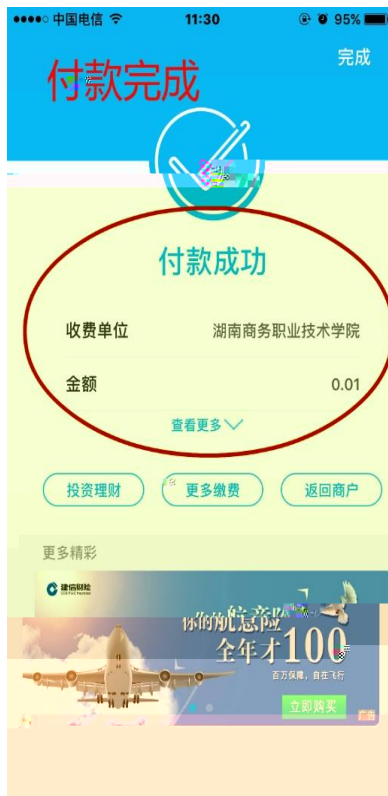 中国电信 11:30 95%
完成
付款完成
付款成功
收费单位 湖南商务职业技术学院
金额 0.01
查看更多
投资理财 更多缴费 返回商户
更多精彩
建信财险
你的航意险
全年才100
百万保障,自在飞行
立即购买
广告